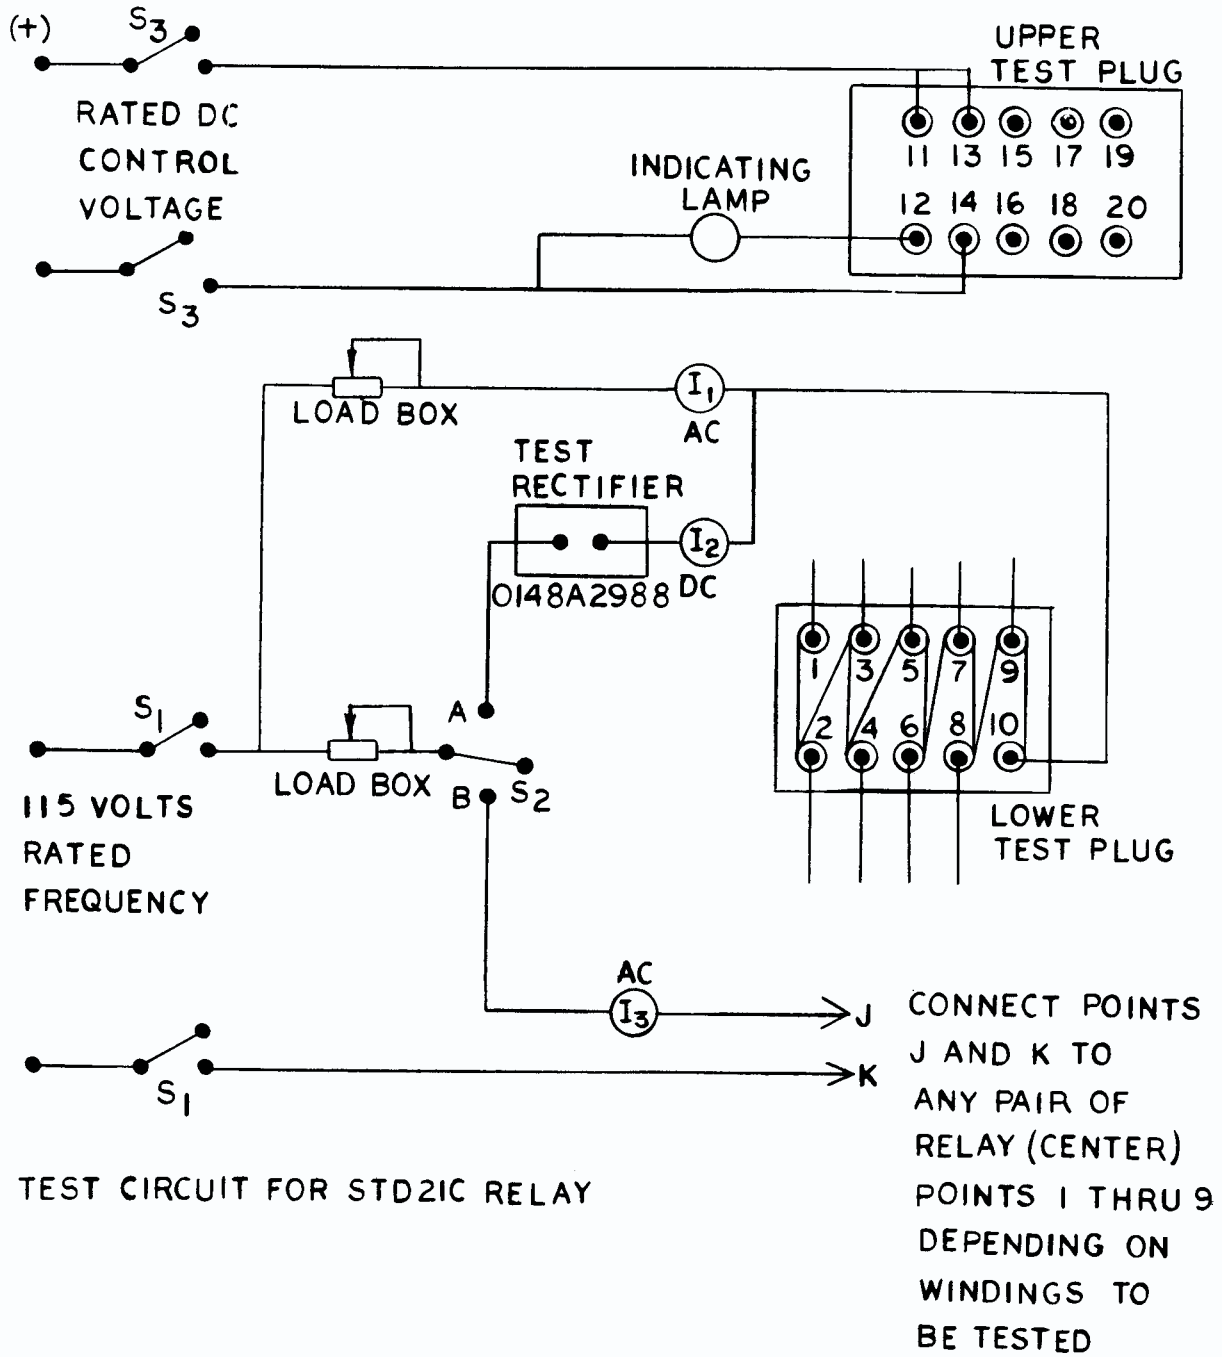 (+)
S3
RATED DC
CONTROL
VOLTAGE
S3
UPPER
TEST PLUG
11 13 15 17 19
12 14 16 18 20
INDICATING
LAMP
LOAD BOX
I1
AC
TEST
RECTIFIER
0148A2988
I2
DC
1 3 5 7 9
2 4 6 8 10
LOWER
TEST PLUG
S1
115 VOLTS
RATED
FREQUENCY
LOAD BOX
A
B
S2
AC
I3
J
K
S1
CONNECT POINTS
J AND K TO
ANY PAIR OF
RELAY (CENTER)
POINTS 1 THRU 9
DEPENDING ON
WINDINGS TO
BE TESTED
TEST CIRCUIT FOR STD21C RELAY